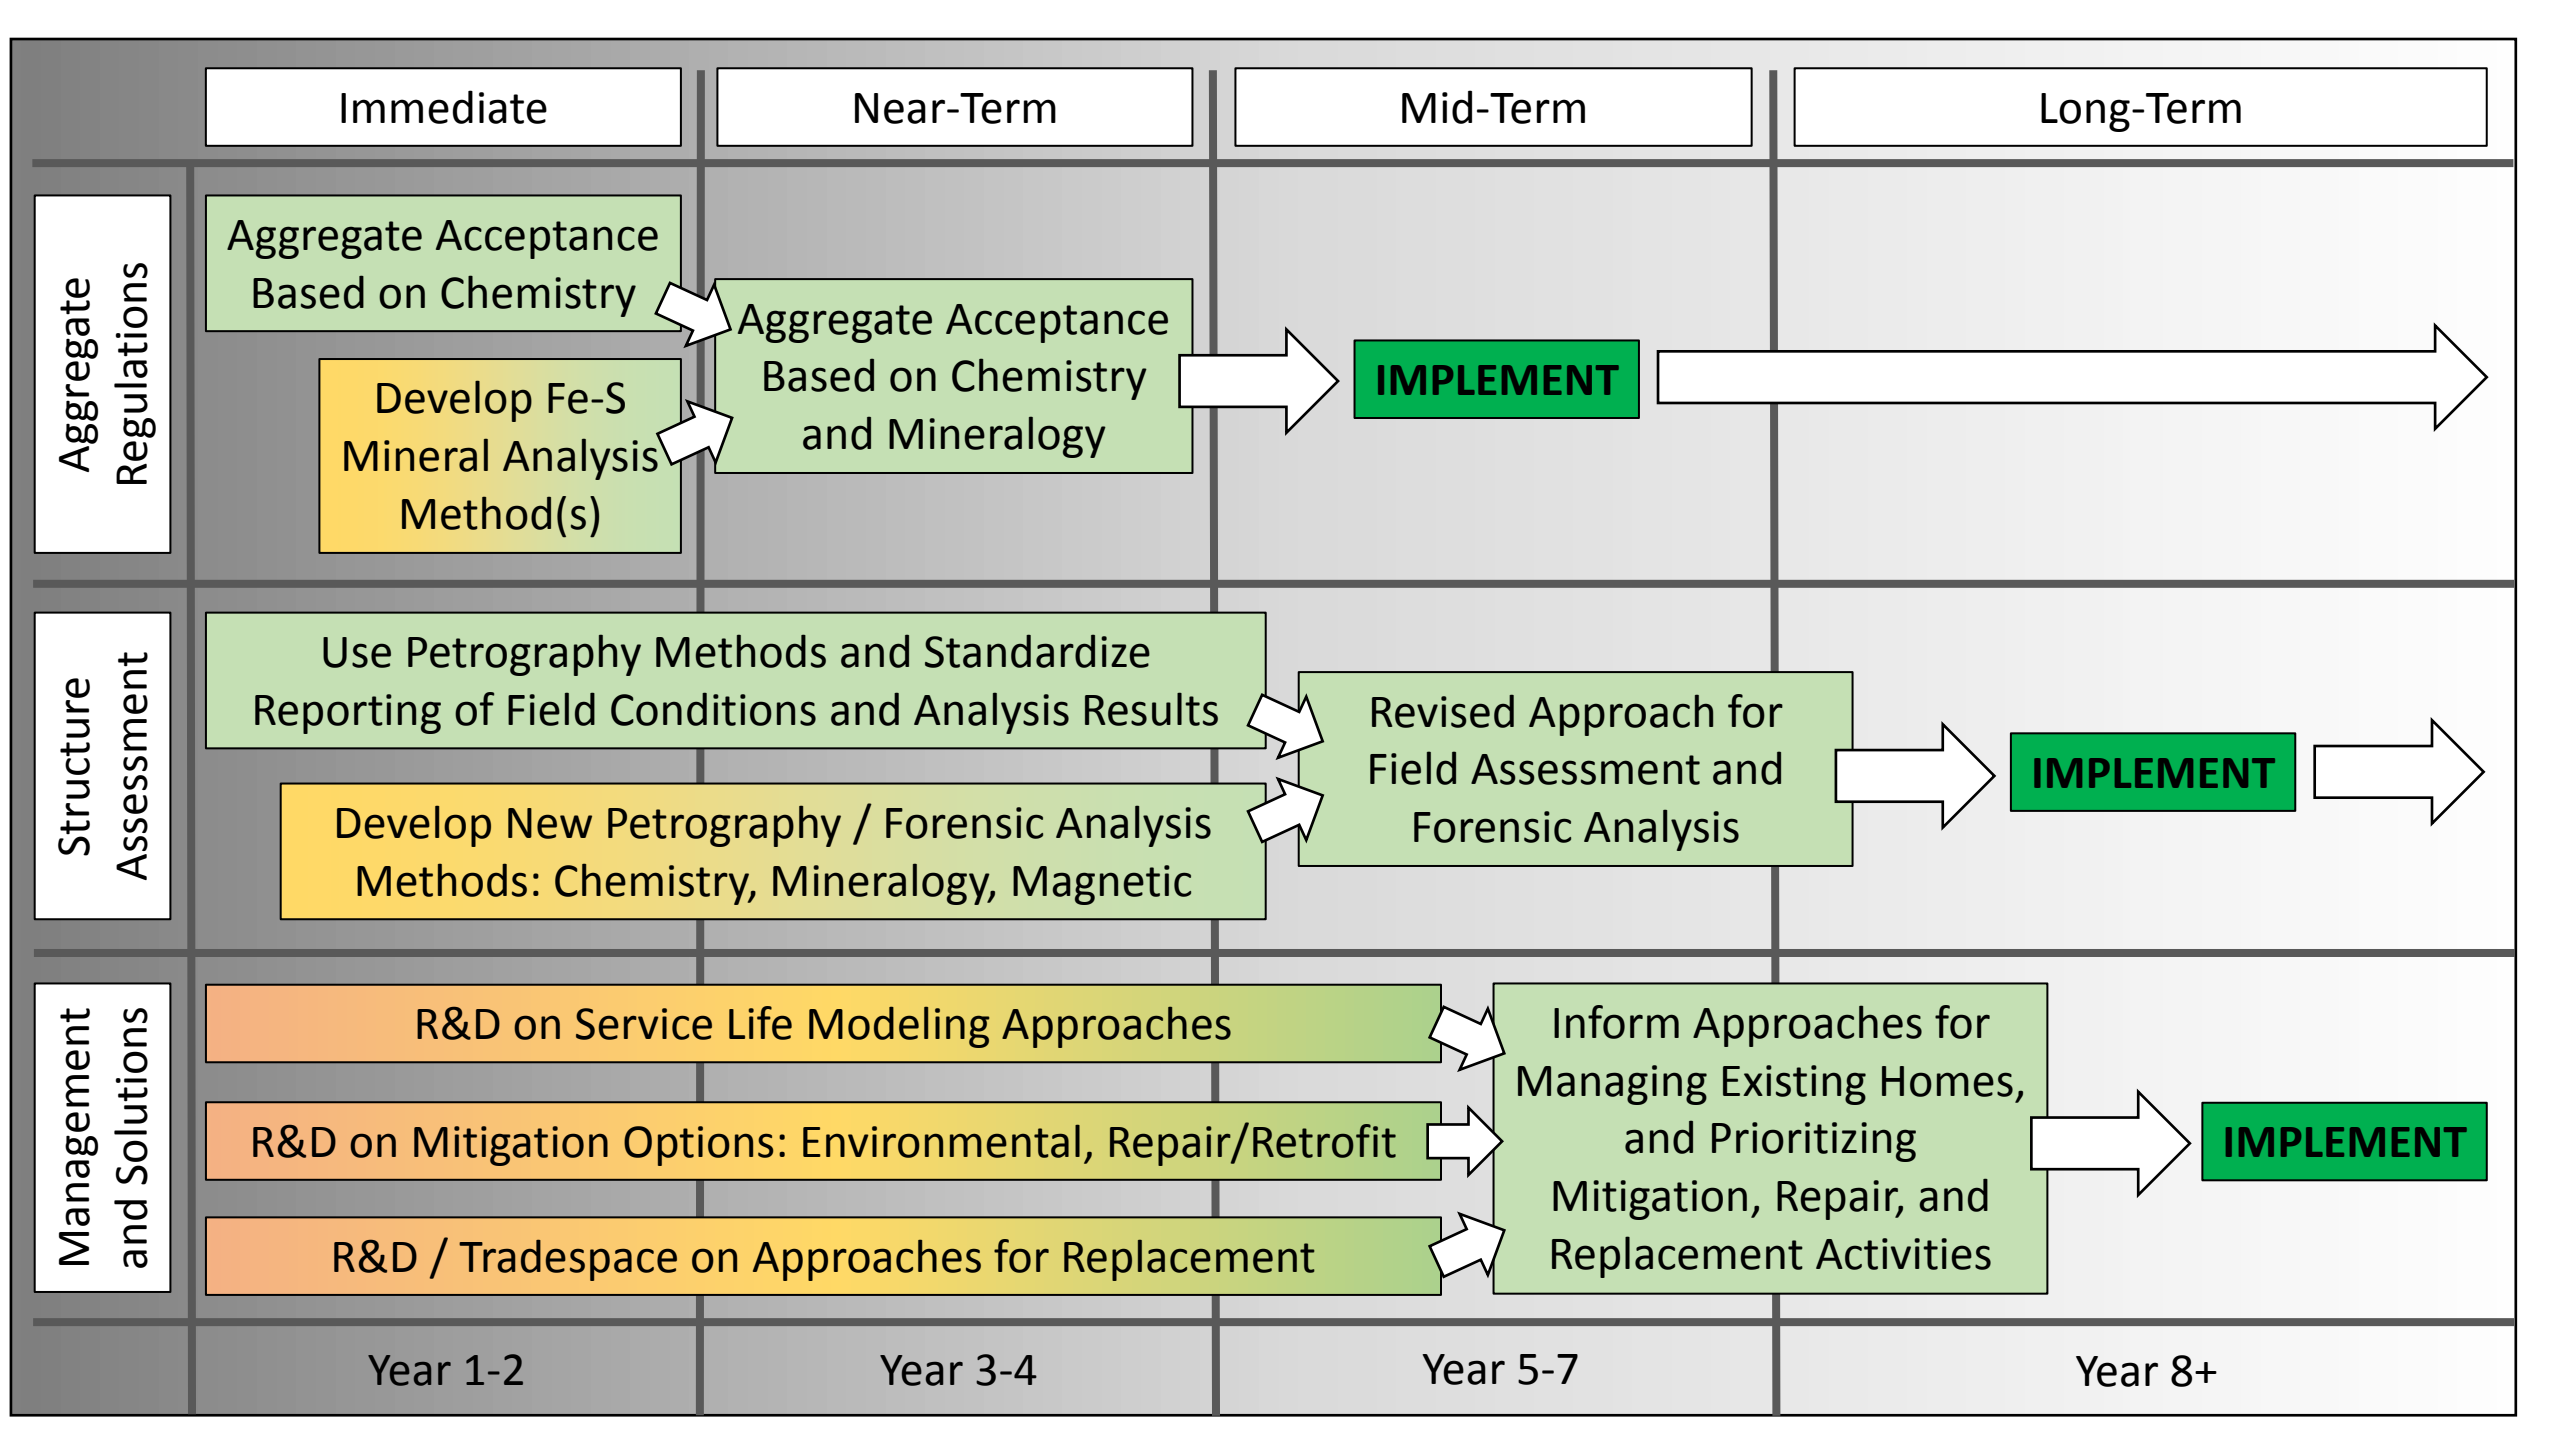 Immediate
Near-Term
Mid-Term
Long-Term
Aggregate
Regulations
Aggregate Acceptance
Based on Chemistry
Develop Fe-S
Mineral Analysis
Method(s)
Aggregate Acceptance
Based on Chemistry
and Mineralogy
IMPLEMENT
Structure
Assessment
Use Petrography Methods and Standardize
Reporting of Field Conditions and Analysis Results
Develop New Petrography / Forensic Analysis
Methods: Chemistry, Mineralogy, Magnetic
Revised Approach for
Field Assessment and
Forensic Analysis
IMPLEMENT
Management
and Solutions
R&D on Service Life Modeling Approaches
R&D on Mitigation Options: Environmental, Repair/Retrofit
R&D / Tradespace on Approaches for Replacement
Inform Approaches for
Managing Existing Homes,
and Prioritizing
Mitigation, Repair, and
Replacement Activities
IMPLEMENT
Year 1-2
Year 3-4
Year 5-7
Year 8+